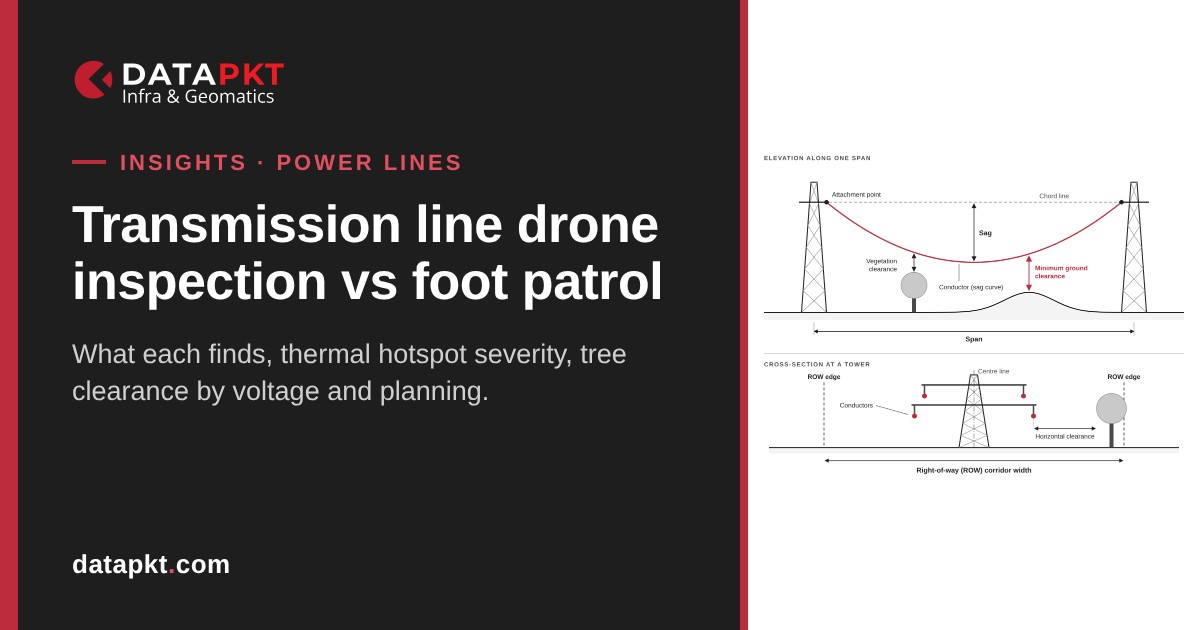 DATAPKT
Infra & Geomatics
INSIGHTS · POWER LINES
Transmission line drone
inspection vs foot patrol
What each finds, thermal hotspot severity, tree
clearance by voltage and planning.
datapkt.com
ELEVATION ALONG ONE SPAN
Attachment point
Chord line
Sag
Vegetation
clearance
Minimum ground
clearance
Conductor (sag curve)
Span
CROSS-SECTION AT A TOWER
Centre line
ROW edge
ROW edge
Conductors
Horizontal clearance
Right-of-way (ROW) corridor width